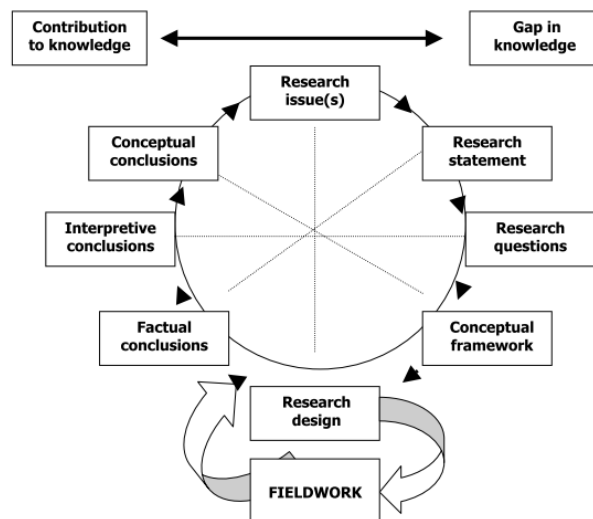 Contribution
to knowledge
Gap in
knowledge
Research
issue(s)
Conceptual
conclusions
Research
statement
Interpretive
conclusions
Research
questions
Factual
conclusions
Conceptual
framework
Research
design
FIELDWORK